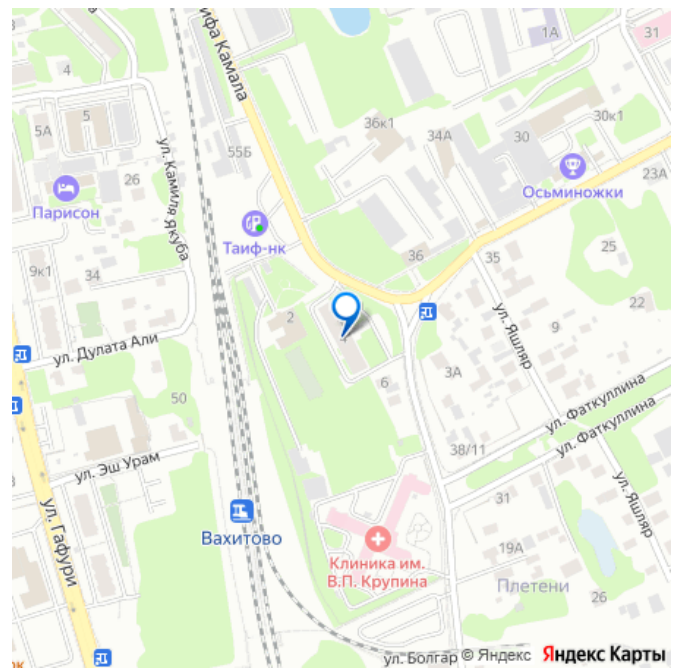 31
1А
ифа Камала
4
5
5А
36к1
34А
30
30к1
55Б
23А
ул. Камиля Якуба
26
Осьминожки
Парисон
Таиф-нк
25
9к1
34
36
35
22
2
ул. Яшляр
9
ул. Дулата Али
3А
6
50
ул. Фаткуллина
38/11
ул. Фаткуллина
ул. Эш Урам
ул. Гафури
31
ул. Яшляр
Вахитово
19А
Клиника им.
В.П. Крупина
Плетени
26
ул. Болгар
© Яндекс Яндекс Карты